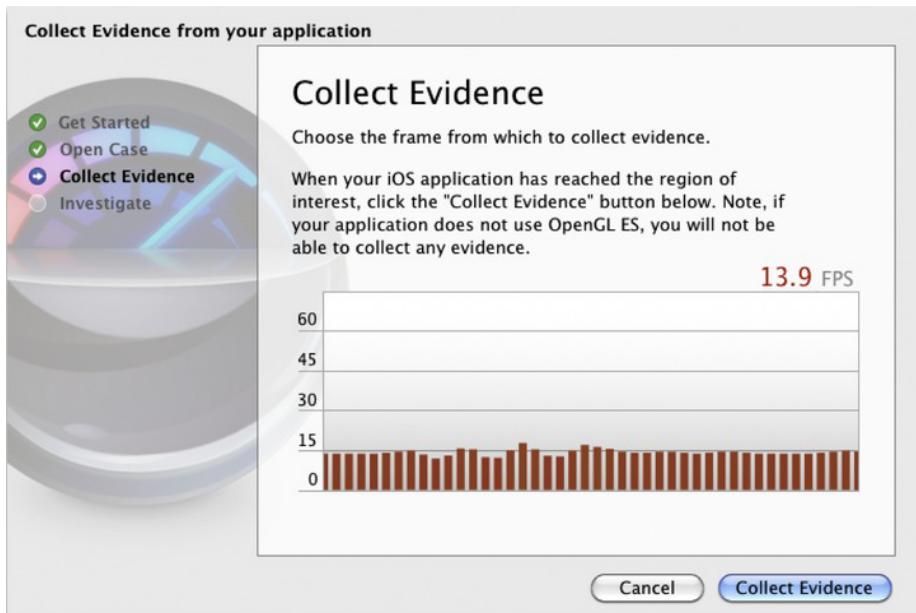 Collect Evidence from your application
Get Started
Open Case
Collect Evidence
Investigate
Collect Evidence
Choose the frame from which to collect evidence.
When your iOS application has reached the region of
interest, click the "Collect Evidence" button below. Note, if
your application does not use OpenGL ES, you will not be
able to collect any evidence.
13.9 FPS
60
45
30
15
0
Cancel
Collect Evidence